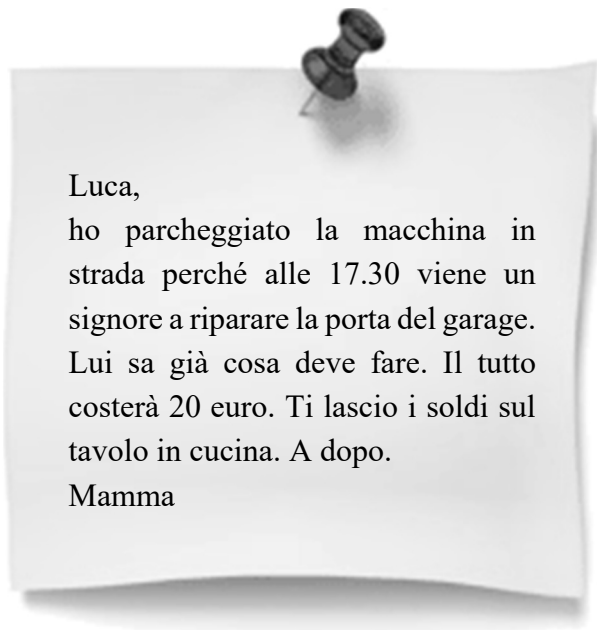 Luca,
ho parcheggiato la macchina in
strada perché alle 17.30 viene un
signore a riparare la porta del garage.
Lui sa già cosa deve fare. Il tutto
costerà 20 euro. Ti lascio i soldi sul
tavolo in cucina. A dopo.
Mamma